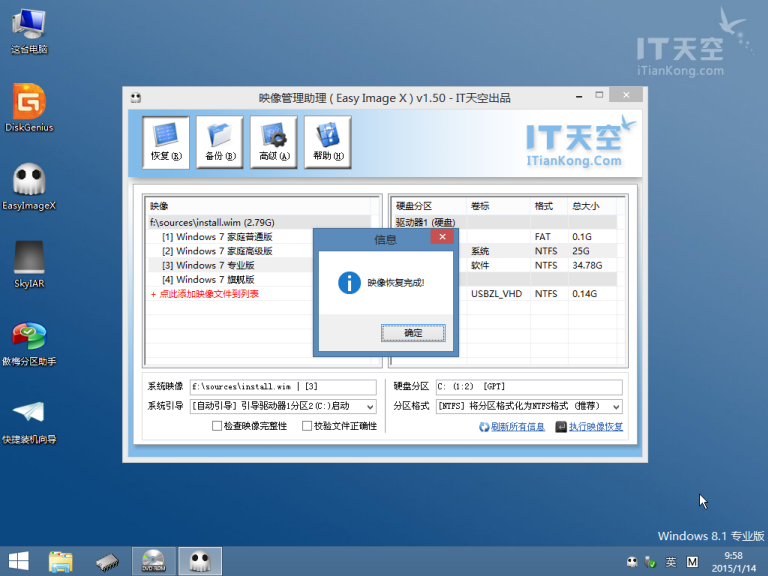 这台电脑
DiskGenius
EasyImageX
SkyIAR
傲梅分区助手
快捷装机向导
IT天空
iTianKong.com
映像管理助理 ( Easy Image X ) v1.50 - IT天空出品
恢复 (R)
备份 (B)
高级 (A)
帮助 (H)
IT天空
ITianKong.Com
映像
f:\sources\install.wim (2.79G)
[1] Windows 7 家庭普通版
[2] Windows 7 家庭高级版
[3] Windows 7 专业版
[4] Windows 7 旗舰版
+ 点此添加映像文件到列表
硬盘分区 卷标 格式 总大小
驱动器1 (硬盘)
FAT 0.1G
系统 NTFS 25G
软件 NTFS 34.78G
USBZL_VHD NTFS 0.14G
信息
映像恢复完成!
确定
系统映像 f:\sources\install.wim | [3]
系统引导 [自动引导] 引导驱动器1分区2(C:)启动
检查映像完整性 校验文件正确性
硬盘分区 C: (1:2) [GPT]
分区格式 [NTFS] 将分区格式化为NTFS格式 (推荐)
刷新所有信息 执行映像恢复
Windows 8.1 专业版
DVD-ROM
英 M
9:58
2015/1/14